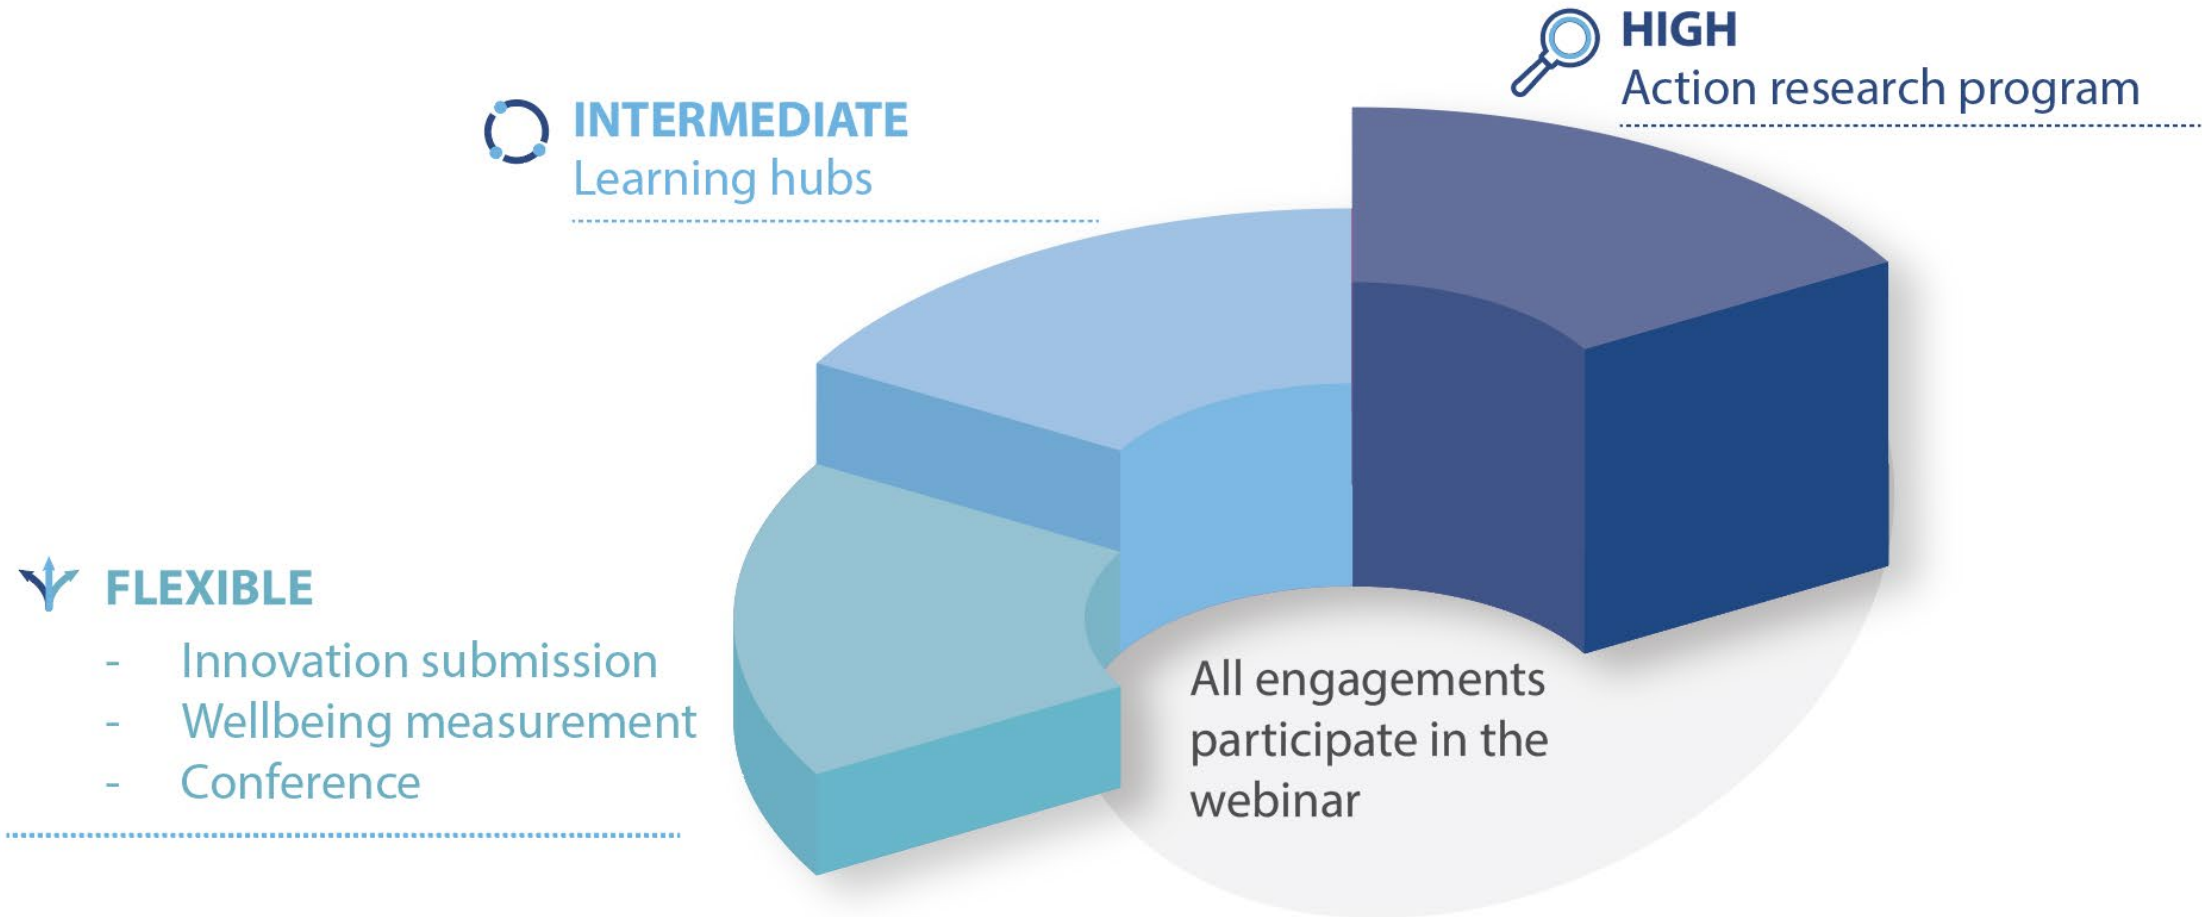 HIGH
Action research program
INTERMEDIATE
Learning hubs
FLEXIBLE
- Innovation submission
- Wellbeing measurement
- Conference
All engagements
participate in the
webinar